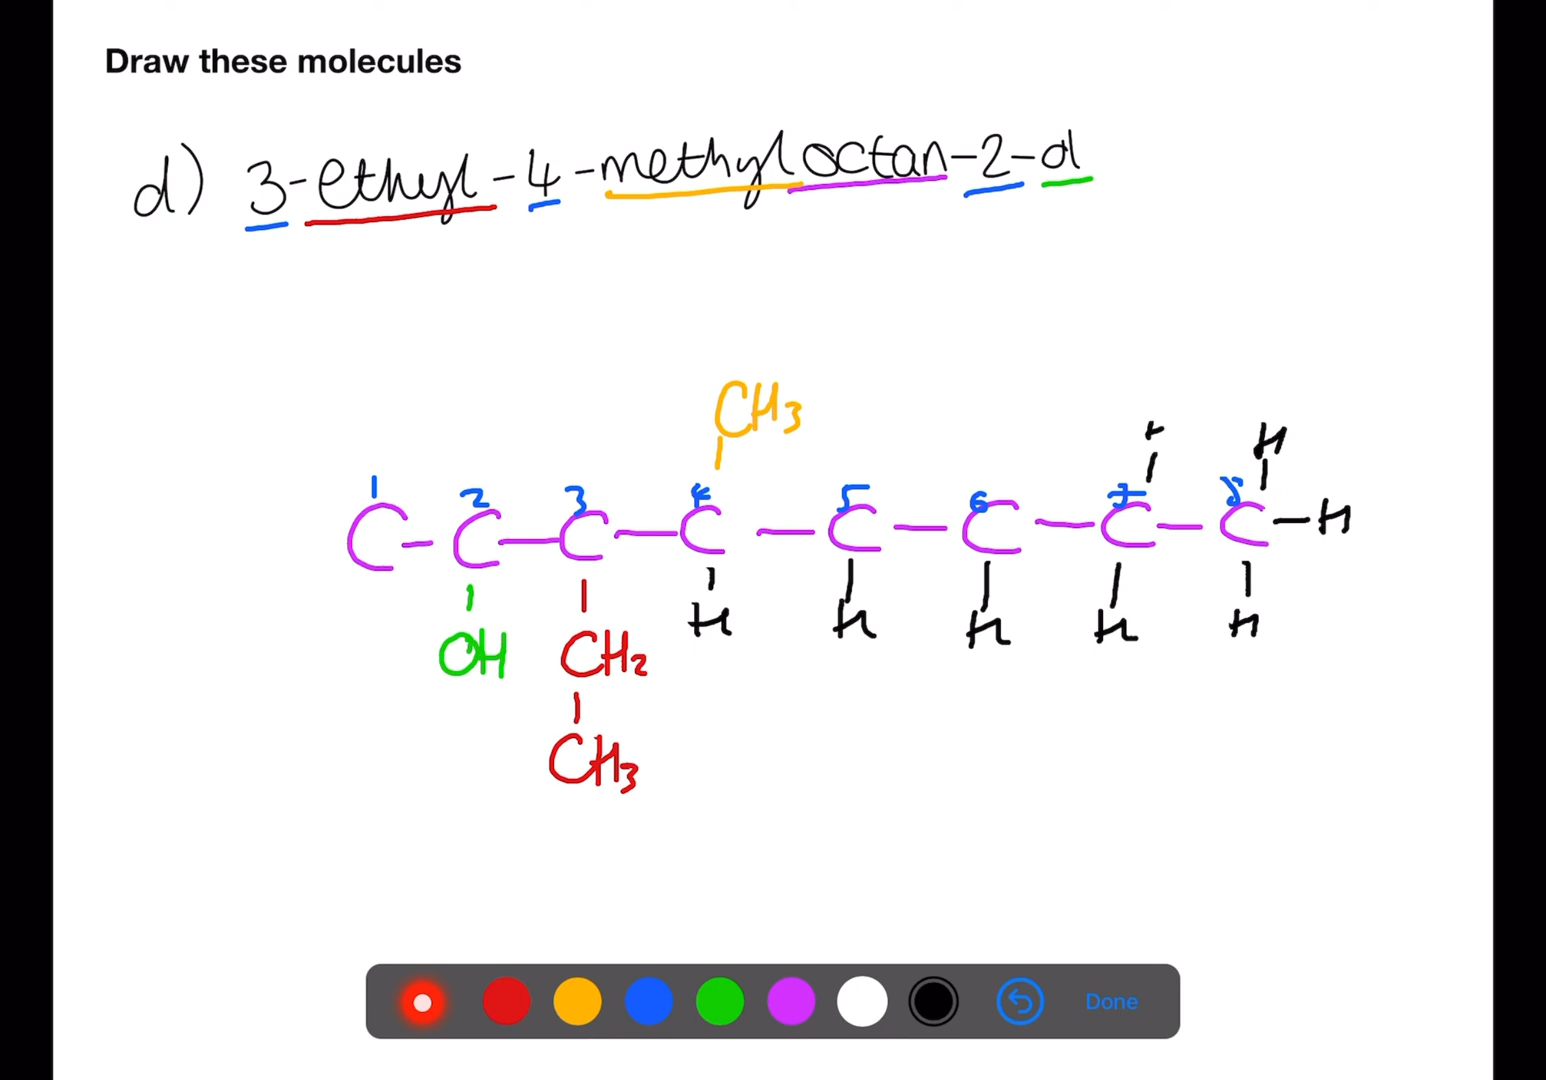 Draw these molecules
d) 3-ethyl-4-methyloctan-2-ol
CH3
H
1 2 3 4 5 6 7 8
C - C - C - C - C - C - C - C - H
H H H H H
OH CH2
CH3
Done